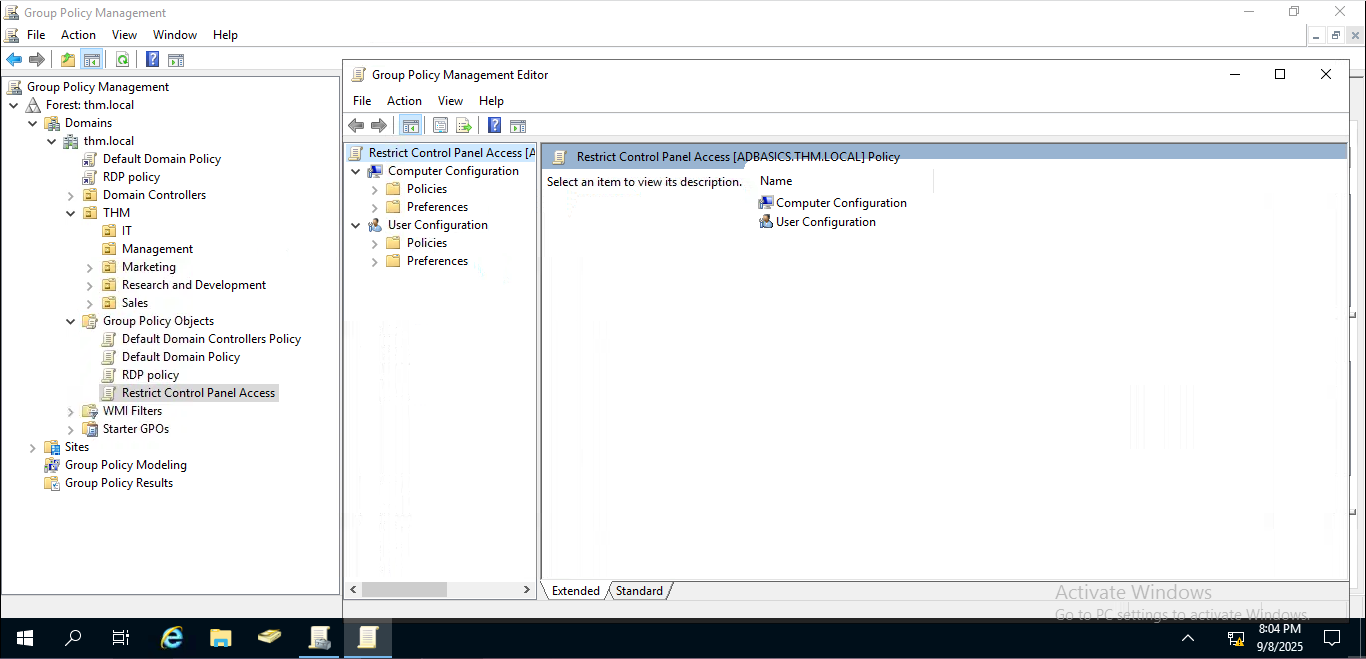 Group Policy Management
File Action View Window Help
Group Policy Management
Forest: thm.local
Domains
thm.local
Default Domain Policy
RDP policy
Domain Controllers
THM
IT
Management
Marketing
Research and Development
Sales
Group Policy Objects
Default Domain Controllers Policy
Default Domain Policy
RDP policy
Restrict Control Panel Access
WMI Filters
Starter GPOs
Sites
Group Policy Modeling
Group Policy Results
Group Policy Management Editor
File Action View Help
Restrict Control Panel Access [A
Computer Configuration
Policies
Preferences
User Configuration
Policies
Preferences
Restrict Control Panel Access [ADBASICS.THM.LOCAL] Policy
Select an item to view its description.
Name
Computer Configuration
User Configuration
Extended Standard
Activate Windows
Go to PC settings to activate Windows.
8:04 PM
9/8/2025